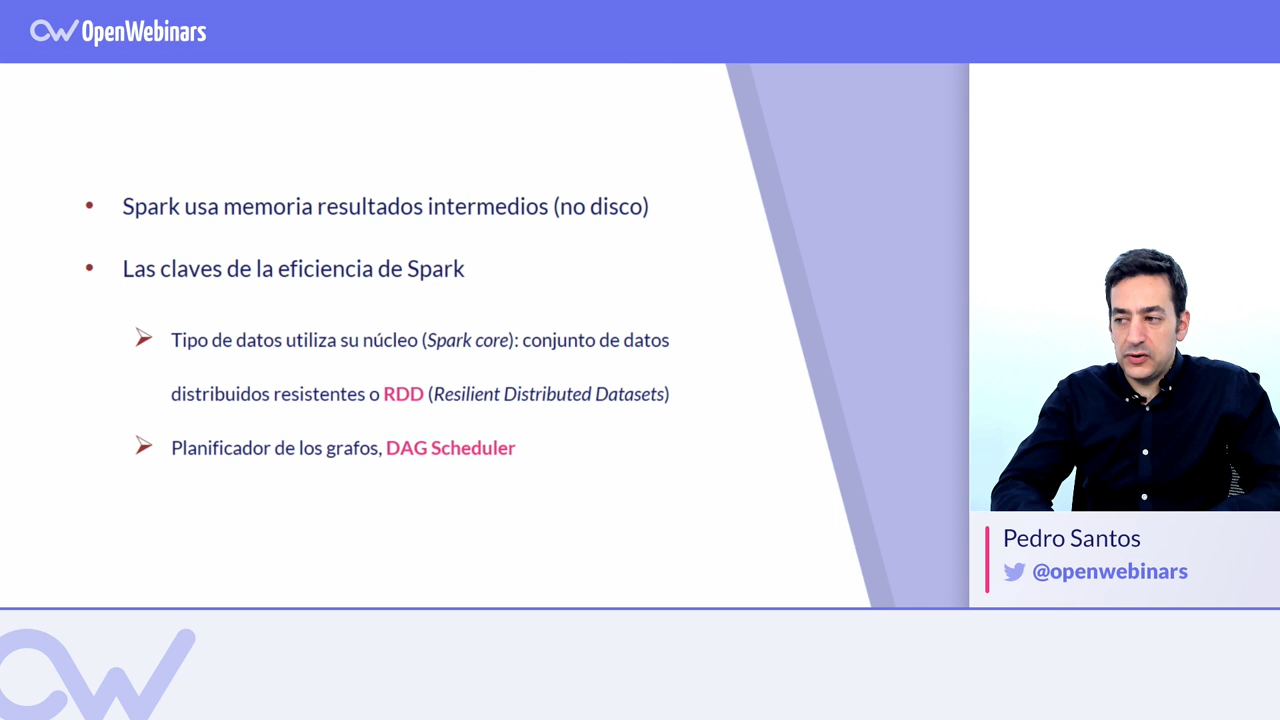 OpenWebinars
• Spark usa memoria resultados intermedios (no disco)
• Las claves de la eficiencia de Spark
Tipo de datos utiliza su núcleo (Spark core): conjunto de datos
distribuidos resistentes o RDD (Resilient Distributed Datasets)
Planificador de los grafos, DAG Scheduler
Pedro Santos
@openwebinars